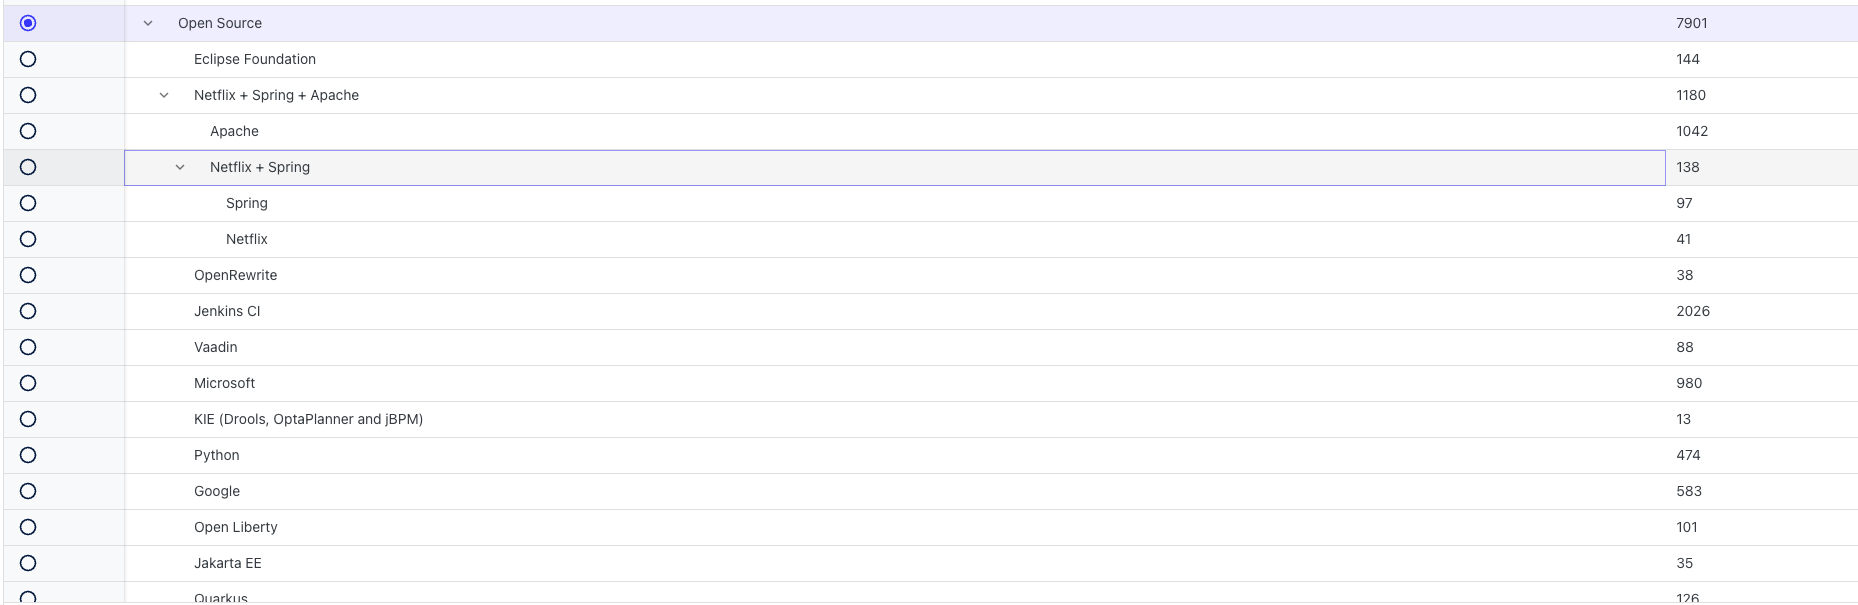 Open Source 7901
Eclipse Foundation 144
Netflix + Spring + Apache 1180
Apache 1042
Netflix + Spring 138
Spring 97
Netflix 41
OpenRewrite 38
Jenkins CI 2026
Vaadin 88
Microsoft 980
KIE (Drools, OptaPlanner and jBPM) 13
Python 474
Google 583
Open Liberty 101
Jakarta EE 35
Quarkus 126